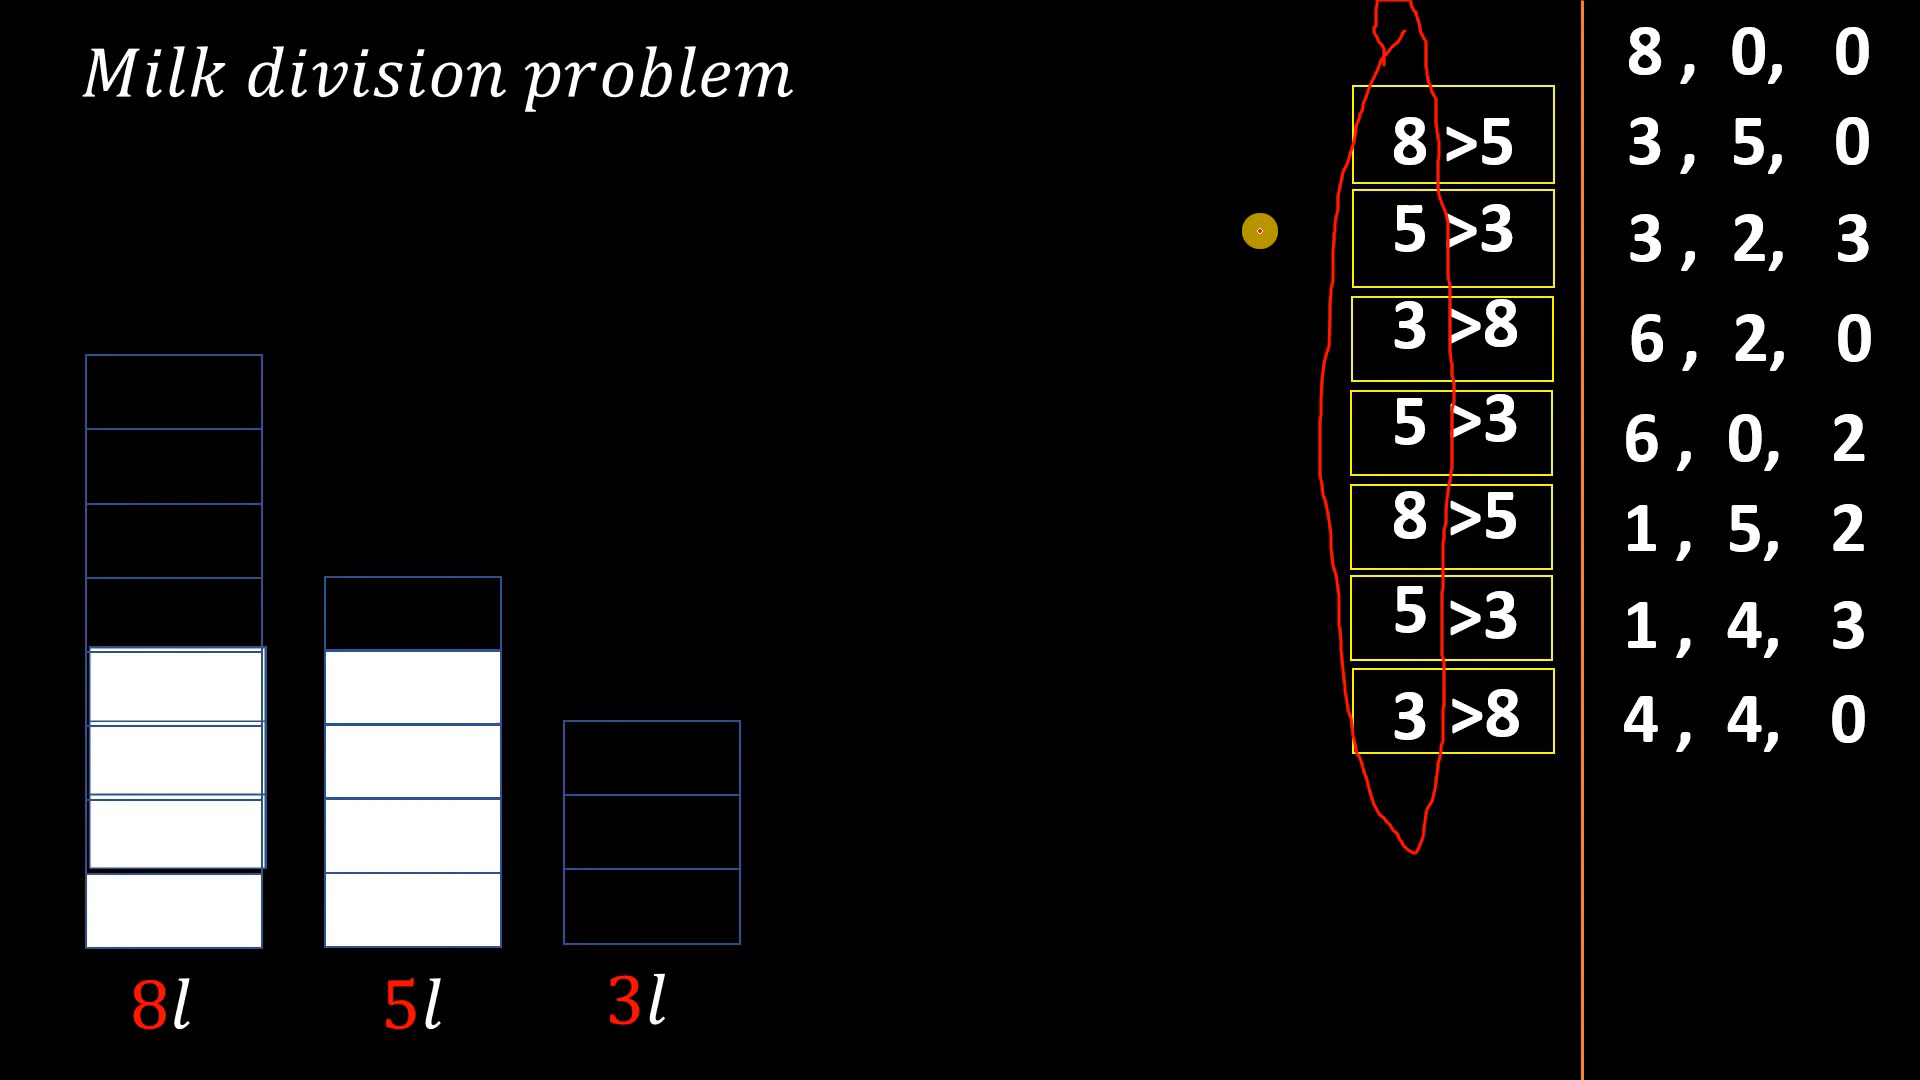 Milk division problem
8 >5
5 >3
3 >8
5 >3
8 >5
5 >3
3 >8
8 , 0, 0
3 , 5, 0
3 , 2, 3
6 , 2, 0
6 , 0, 2
1 , 5, 2
1 , 4, 3
4 , 4, 0
8l 5l 3l